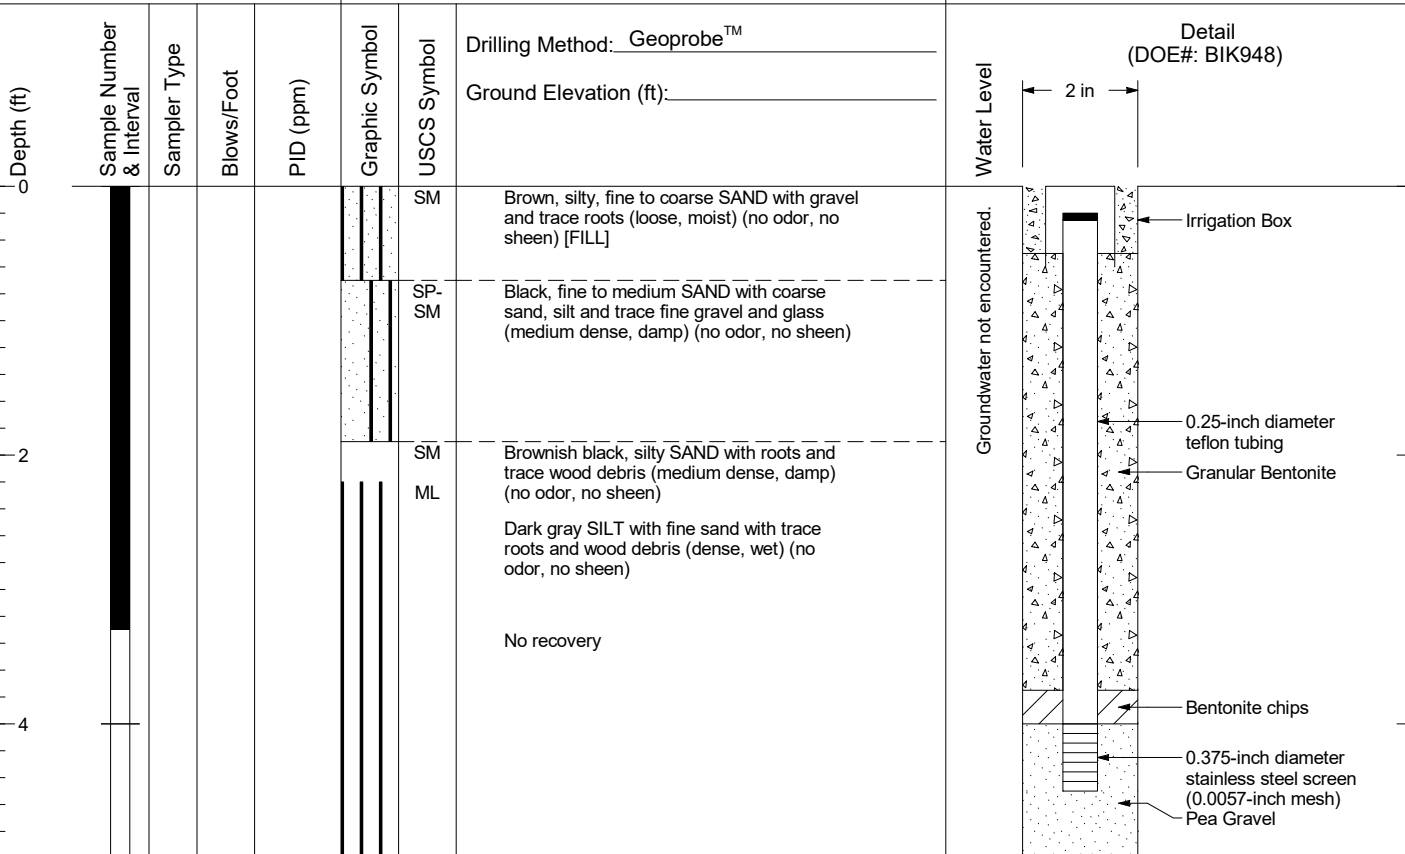 Depth (ft)
Sample Number
& Interval
Sampler Type
Blows/Foot
PID (ppm)
Graphic Symbol
USCS Symbol
Drilling Method: Geoprobe™
Ground Elevation (ft):
Water Level
Detail
(DOE#: BIK948)
2 in
0
SM
Brown, silty, fine to coarse SAND with gravel
and trace roots (loose, moist) (no odor, no
sheen) [FILL]
Groundwater not encountered.
Irrigation Box
SP-
SM
Black, fine to medium SAND with coarse
sand, silt and trace fine gravel and glass
(medium dense, damp) (no odor, no sheen)
0.25-inch diameter
teflon tubing
2
SM
Brownish black, silty SAND with roots and
trace wood debris (medium dense, damp)
(no odor, no sheen)
Granular Bentonite
ML
Dark gray SILT with fine sand with trace
roots and wood debris (dense, wet) (no
odor, no sheen)
No recovery
Bentonite chips
4
0.375-inch diameter
stainless steel screen
(0.0057-inch mesh)
Pea Gravel